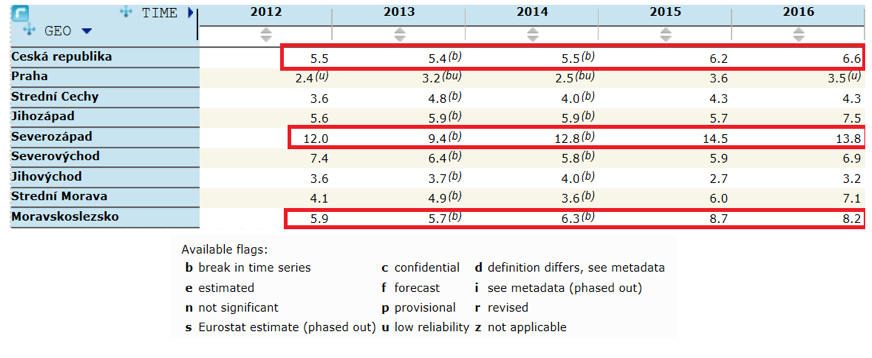 TIME 2012 2013 2014 2015 2016
GEO
Ceská republika 5.5 5.4(b) 5.5(b) 6.2 6.6
Praha 2.4(u) 3.2(bu) 2.5(bu) 3.6 3.5(u)
Strední Cechy 3.6 4.8(b) 4.0(b) 4.3 4.3
Jihozápad 5.6 5.9(b) 5.9(b) 5.7 7.5
Severozápad 12.0 9.4(b) 12.8(b) 14.5 13.8
Severovýchod 7.4 6.4(b) 5.8(b) 5.9 6.9
Jihovýchod 3.6 3.7(b) 4.0(b) 2.7 3.2
Strední Morava 4.1 4.9(b) 3.6(b) 6.0 7.1
Moravskoslezsko 5.9 5.7(b) 6.3(b) 8.7 8.2
Available flags:
b break in time series c confidential d definition differs, see metadata
e estimated f forecast i see metadata (phased out)
n not significant p provisional r revised
s Eurostat estimate (phased out) u low reliability z not applicable